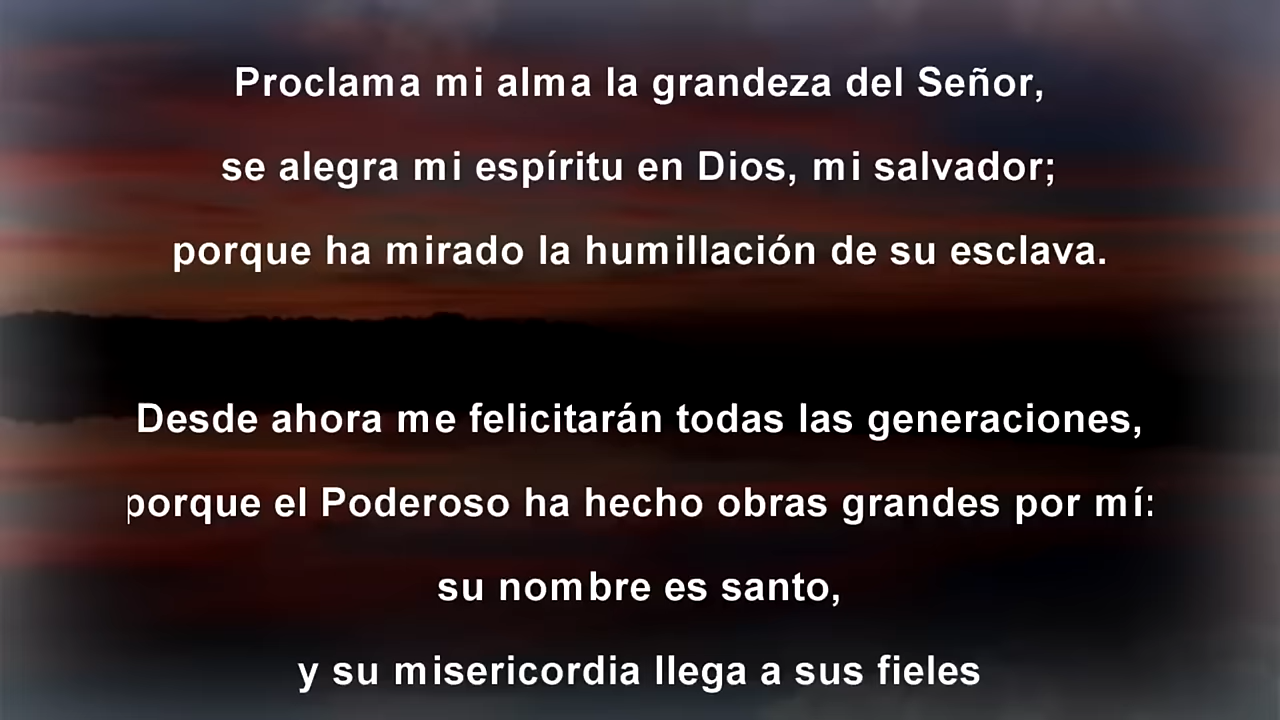 Proclama mi alma la grandeza del Señor,
se alegra mi espíritu en Dios, mi salvador;
porque ha mirado la humillación de su esclava.
Desde ahora me felicitarán todas las generaciones,
porque el Poderoso ha hecho obras grandes por mí:
su nombre es santo,
y su misericordia llega a sus fieles